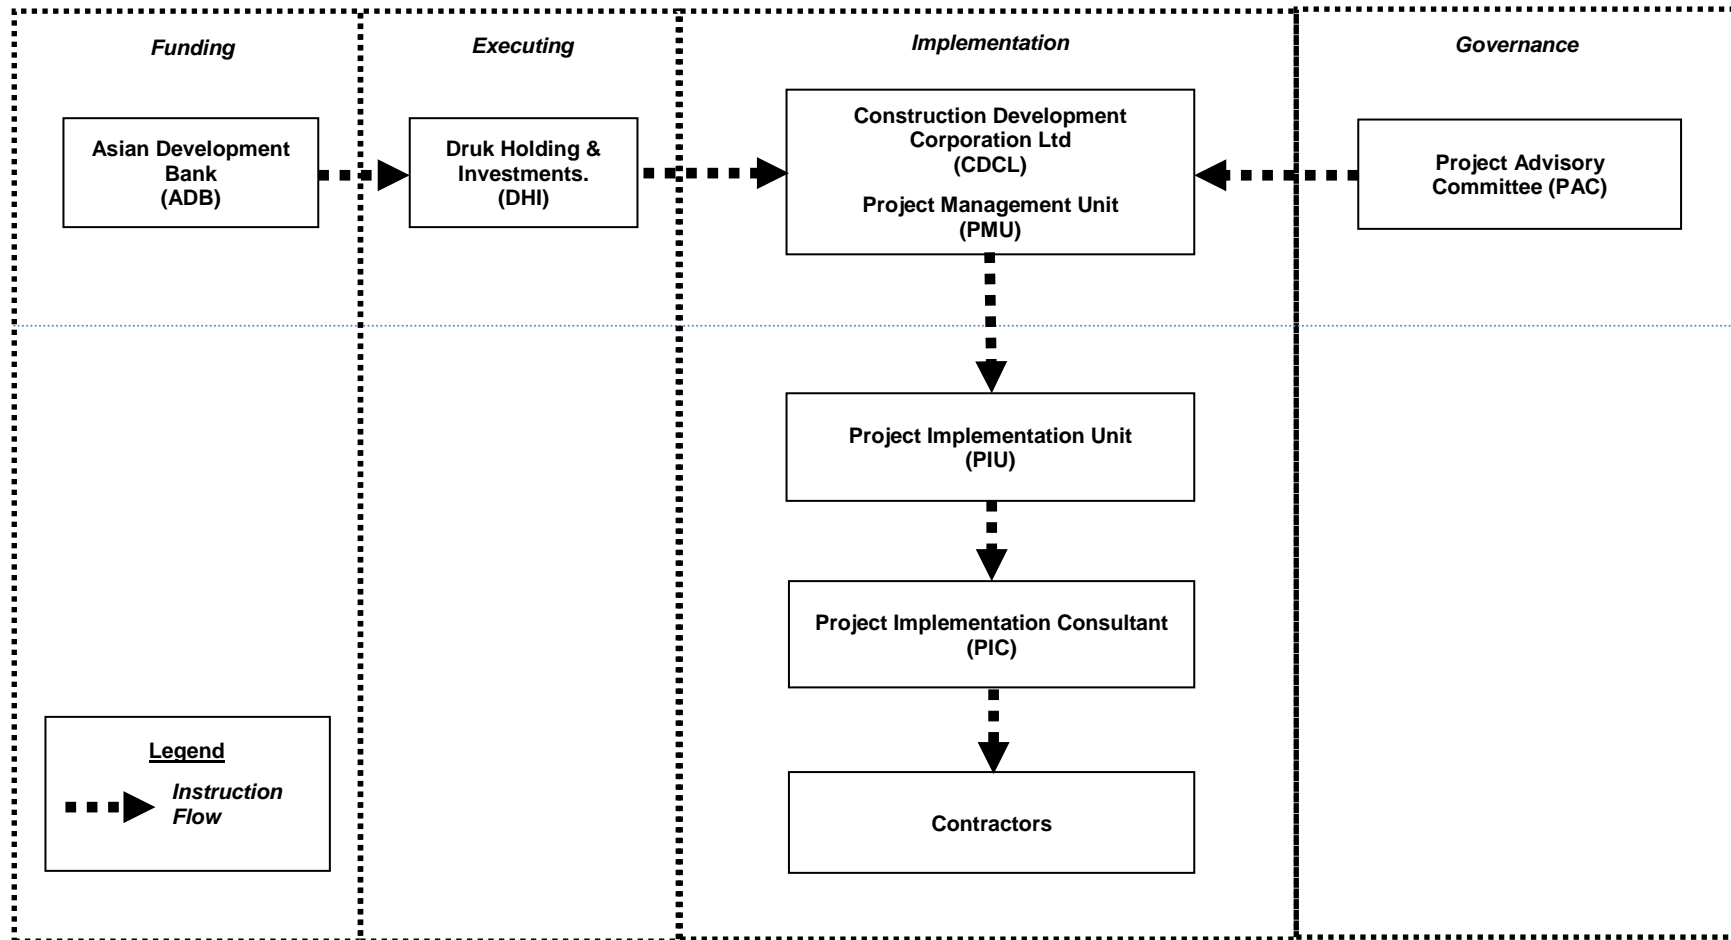 Funding
Executing
Implementation
Governance
Asian Development
Bank
(ADB)
Druk Holding &
Investments.
(DHI)
Construction Development
Corporation Ltd
(CDCL)
Project Management Unit
(PMU)
Project Advisory
Committee (PAC)
Project Implementation Unit
(PIU)
Project Implementation Consultant
(PIC)
Contractors
Legend
Instruction
Flow